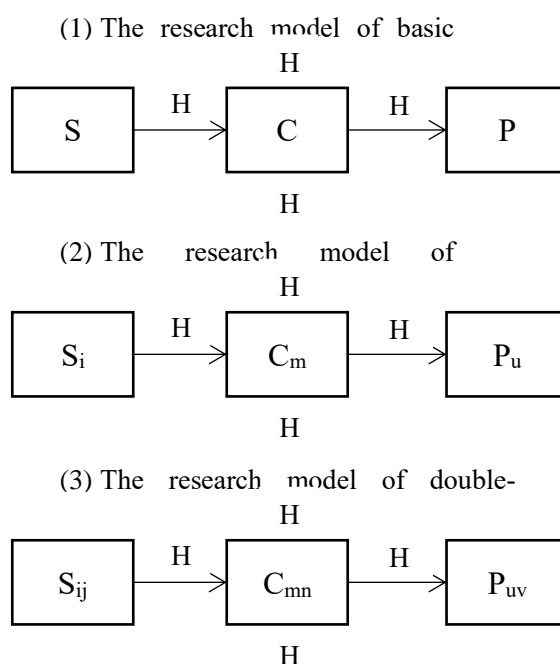 (1) The research model of basic
H
H H
S C P
H
(2) The research model of
H
H H
Si Cm Pu
H
(3) The research model of double-
H
H H
Sij Cmn Puv
H